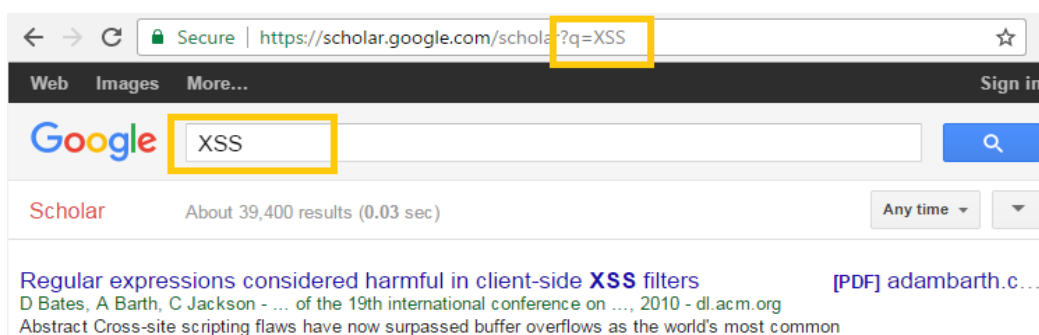 Secure | https://scholar.google.com/scholar?q=XSS
Web Images More... Sign in
Google XSS
Scholar About 39,400 results (0.03 sec) Any time
Regular expressions considered harmful in client-side XSS filters [PDF] adambarth.c...
D Bates, A Barth, C Jackson - ... of the 19th international conference on ..., 2010 - dl.acm.org
Abstract Cross-site scripting flaws have now surpassed buffer overflows as the world's most common